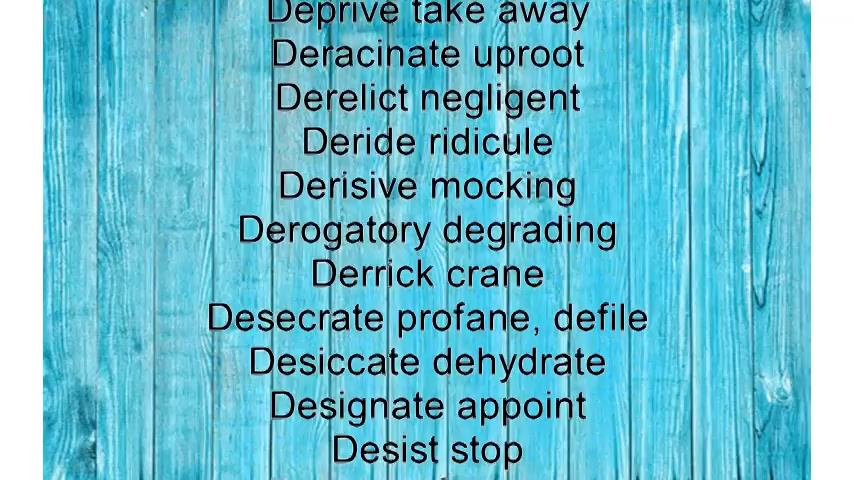 Deprive take away
Deracinate uproot
Derelict negligent
Deride ridicule
Derisive mocking
Derogatory degrading
Derrick crane
Desecrate profane, defile
Desiccate dehydrate
Designate appoint
Desist stop